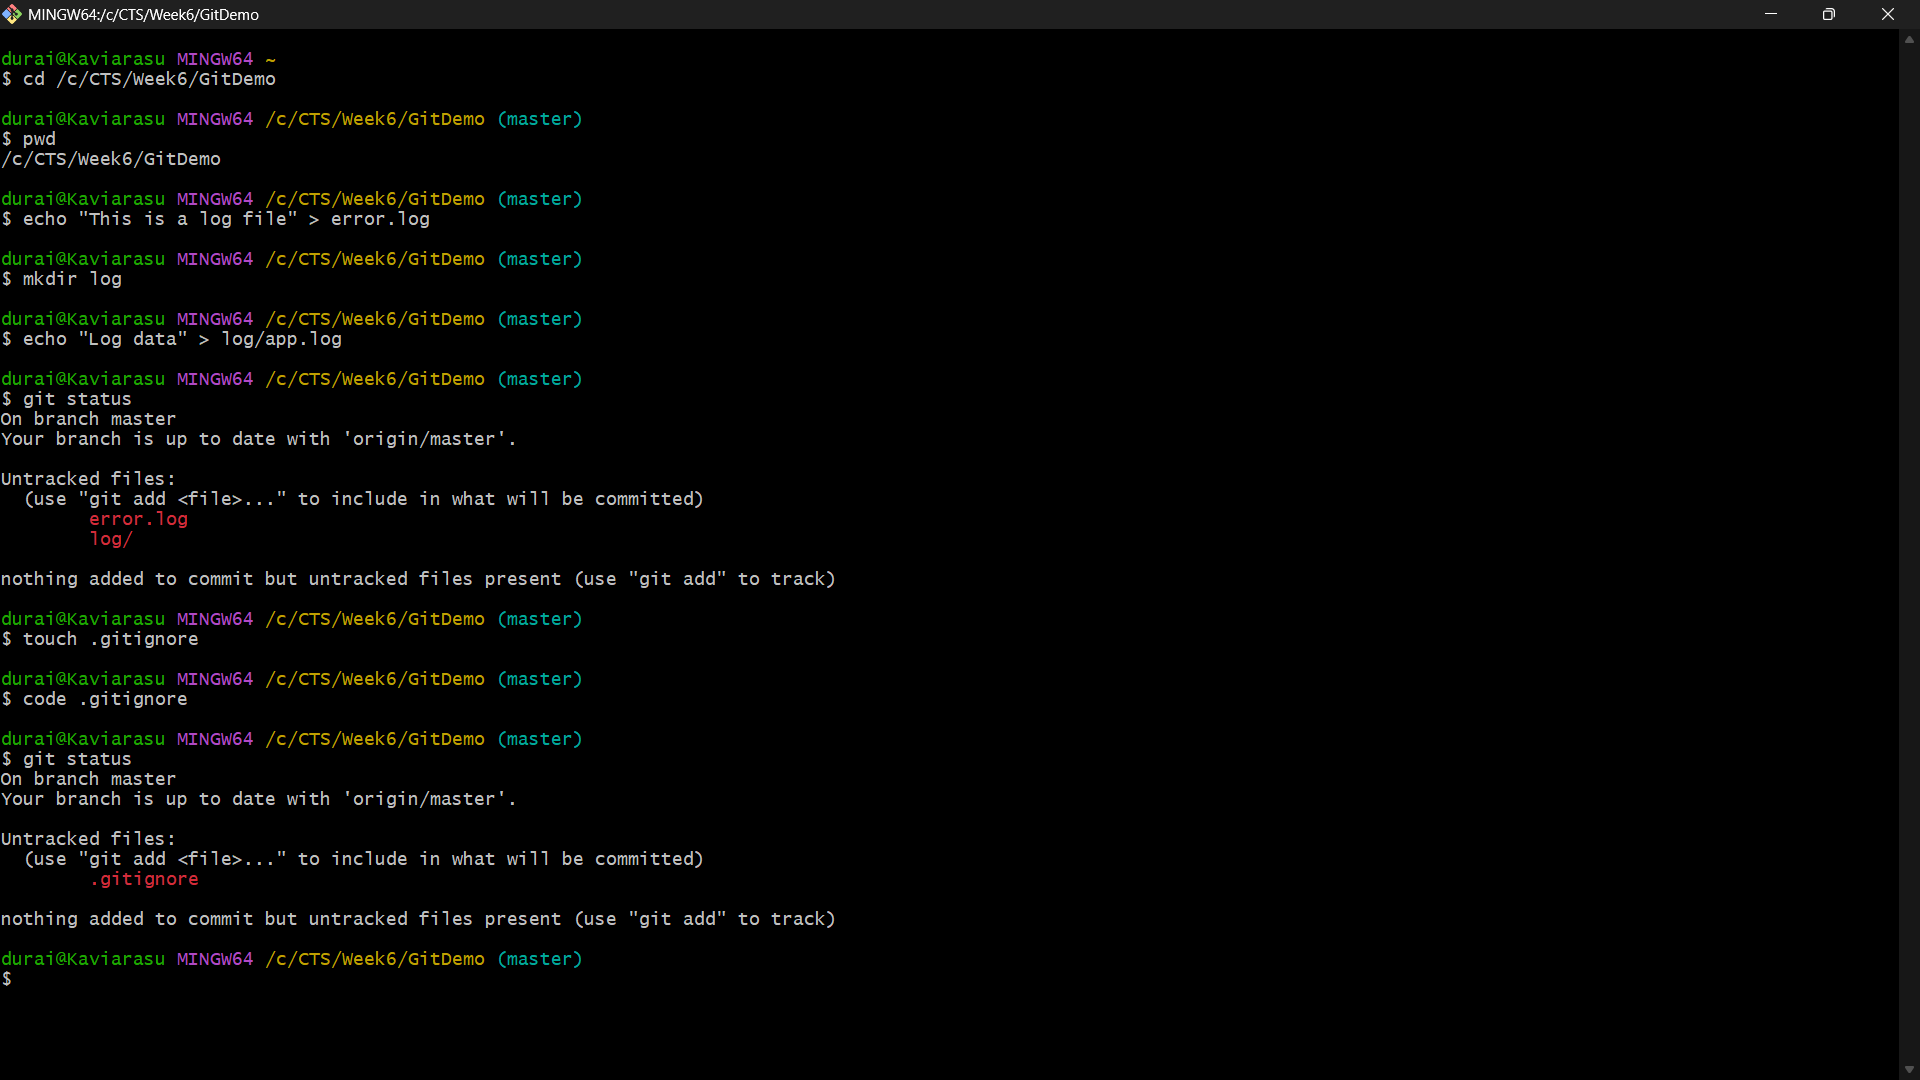 MINGW64:/c/CTS/Week6/GitDemo
durai@Kaviarasu MINGW64 ~
$ cd /c/CTS/Week6/GitDemo
durai@Kaviarasu MINGW64 /c/CTS/Week6/GitDemo (master)
$ pwd
/c/CTS/Week6/GitDemo
durai@Kaviarasu MINGW64 /c/CTS/Week6/GitDemo (master)
$ echo "This is a log file" > error.log
durai@Kaviarasu MINGW64 /c/CTS/Week6/GitDemo (master)
$ mkdir log
durai@Kaviarasu MINGW64 /c/CTS/Week6/GitDemo (master)
$ echo "Log data" > log/app.log
durai@Kaviarasu MINGW64 /c/CTS/Week6/GitDemo (master)
$ git status
On branch master
Your branch is up to date with 'origin/master'.
Untracked files:
  (use "git add <file>..." to include in what will be committed)
        error.log
        log/
nothing added to commit but untracked files present (use "git add" to track)
durai@Kaviarasu MINGW64 /c/CTS/Week6/GitDemo (master)
$ touch .gitignore
durai@Kaviarasu MINGW64 /c/CTS/Week6/GitDemo (master)
$ code .gitignore
durai@Kaviarasu MINGW64 /c/CTS/Week6/GitDemo (master)
$ git status
On branch master
Your branch is up to date with 'origin/master'.
Untracked files:
  (use "git add <file>..." to include in what will be committed)
        .gitignore
nothing added to commit but untracked files present (use "git add" to track)
durai@Kaviarasu MINGW64 /c/CTS/Week6/GitDemo (master)
$